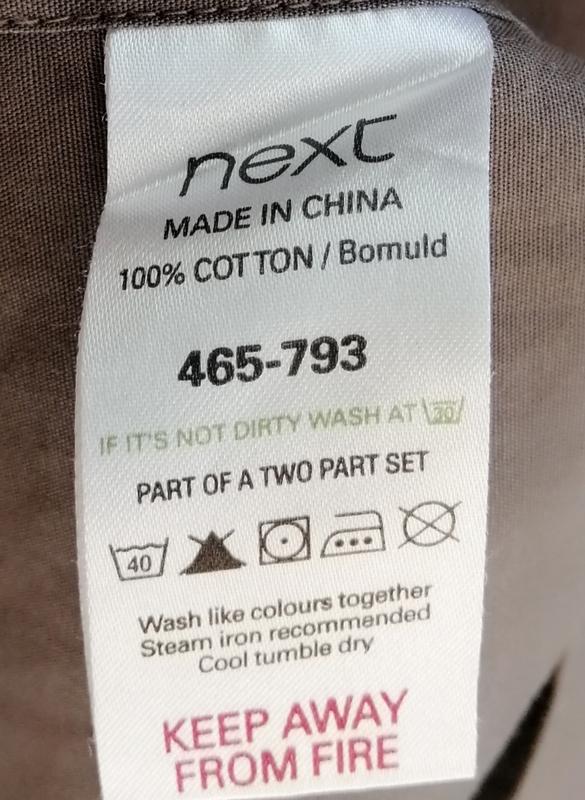 next
MADE IN CHINA
100% COTTON / Bomuld
465-793
IF IT'S NOT DIRTY WASH AT 30
PART OF A TWO PART SET
40
Wash like colours together
Steam iron recommended
Cool tumble dry
KEEP AWAY
FROM FIRE